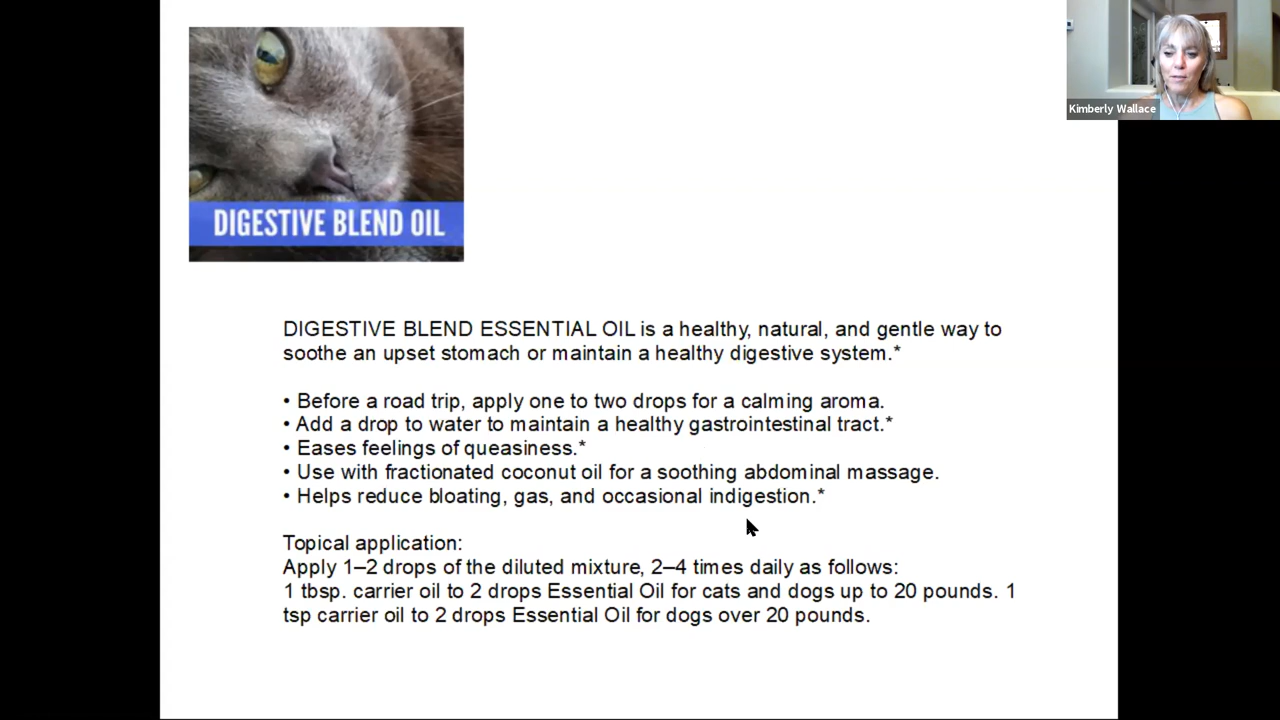 Kimberly Wallace
DIGESTIVE BLEND OIL
DIGESTIVE BLEND ESSENTIAL OIL is a healthy, natural, and gentle way to
soothe an upset stomach or maintain a healthy digestive system.*
• Before a road trip, apply one to two drops for a calming aroma.
• Add a drop to water to maintain a healthy gastrointestinal tract.*
• Eases feelings of queasiness.*
• Use with fractionated coconut oil for a soothing abdominal massage.
• Helps reduce bloating, gas, and occasional indigestion.*
Topical application:
Apply 1–2 drops of the diluted mixture, 2–4 times daily as follows:
1 tbsp. carrier oil to 2 drops Essential Oil for cats and dogs up to 20 pounds. 1
tsp carrier oil to 2 drops Essential Oil for dogs over 20 pounds.